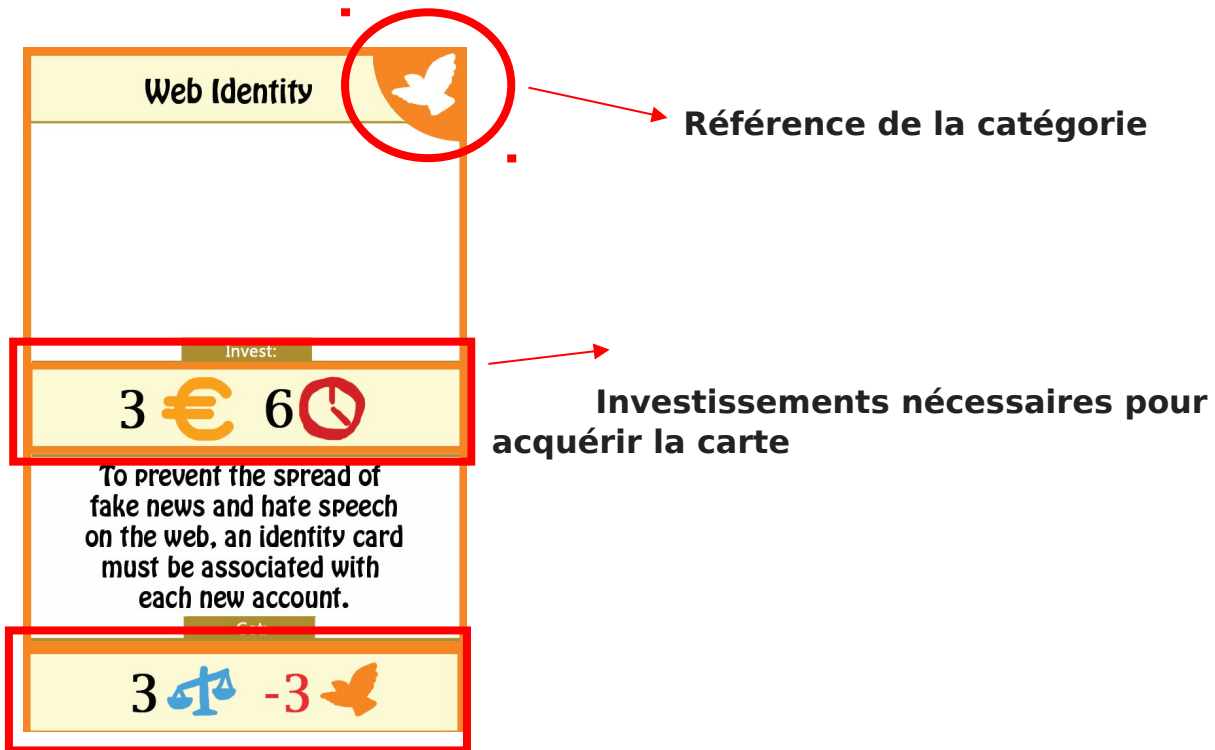 Web Identity
Référence de la catégorie
Invest:
3 6
Investissements nécessaires pour
acquérir la carte
To prevent the spread of
fake news and hate speech
on the web, an identity card
must be associated with
each new account.
Get:
3 -3